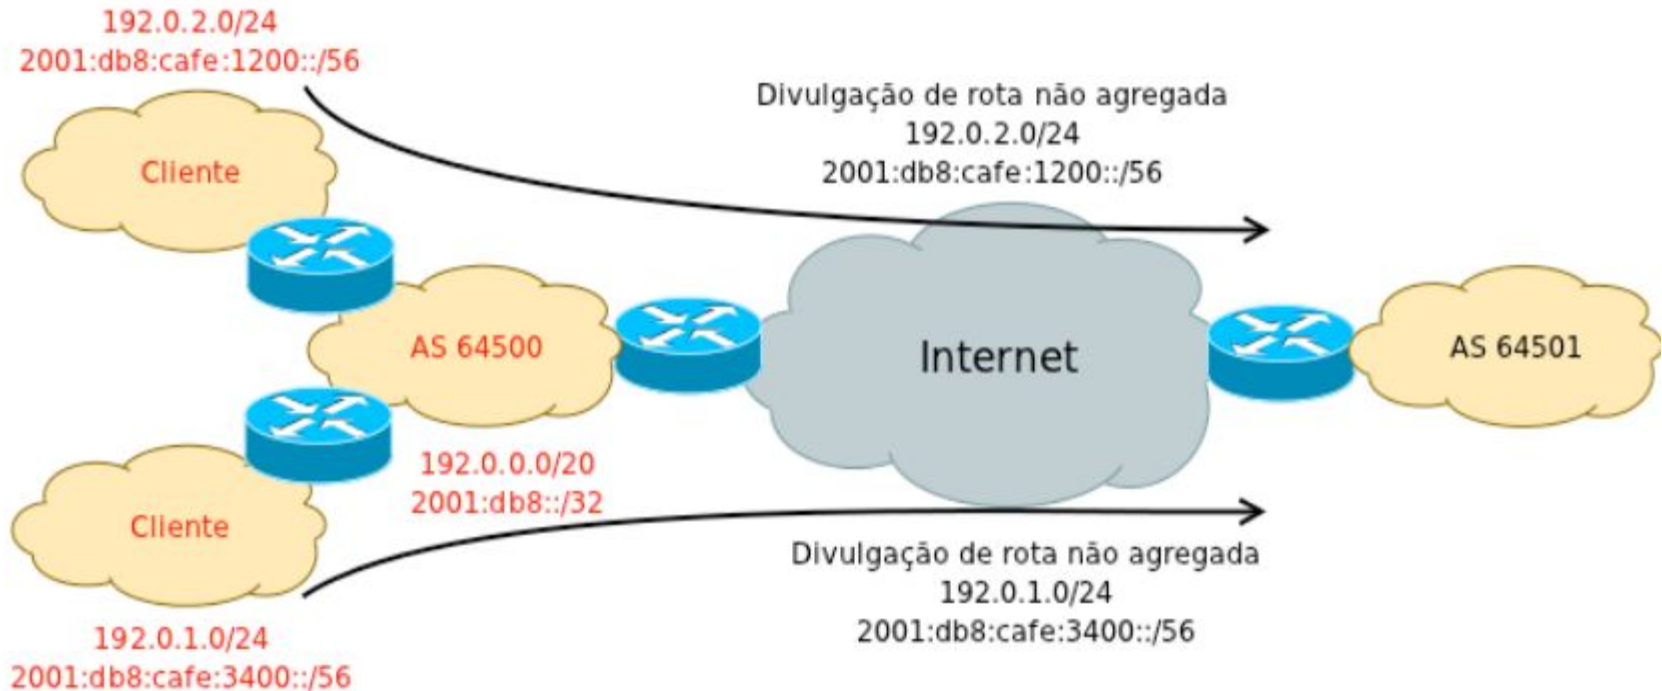 192.0.2.0/24
2001:db8:cafe:1200::/56
Cliente
Divulgação de rota não agregada
192.0.2.0/24
2001:db8:cafe:1200::/56
AS 64500
Internet
AS 64501
192.0.0.0/20
2001:db8::/32
Cliente
192.0.1.0/24
2001:db8:cafe:3400::/56
Divulgação de rota não agregada
192.0.1.0/24
2001:db8:cafe:3400::/56